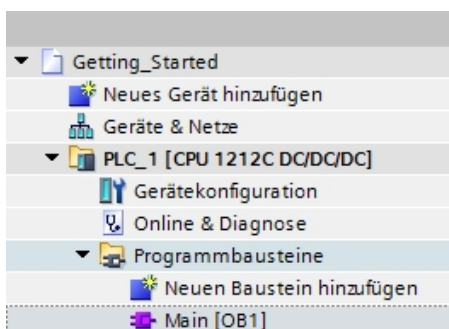 Getting_Started
Neues Gerät hinzufügen
Geräte & Netze
PLC_1 [CPU 1212C DC/DC/DC]
Gerätekonfiguration
Online & Diagnose
Programmbausteine
Neuen Baustein hinzufügen
Main [OB1]